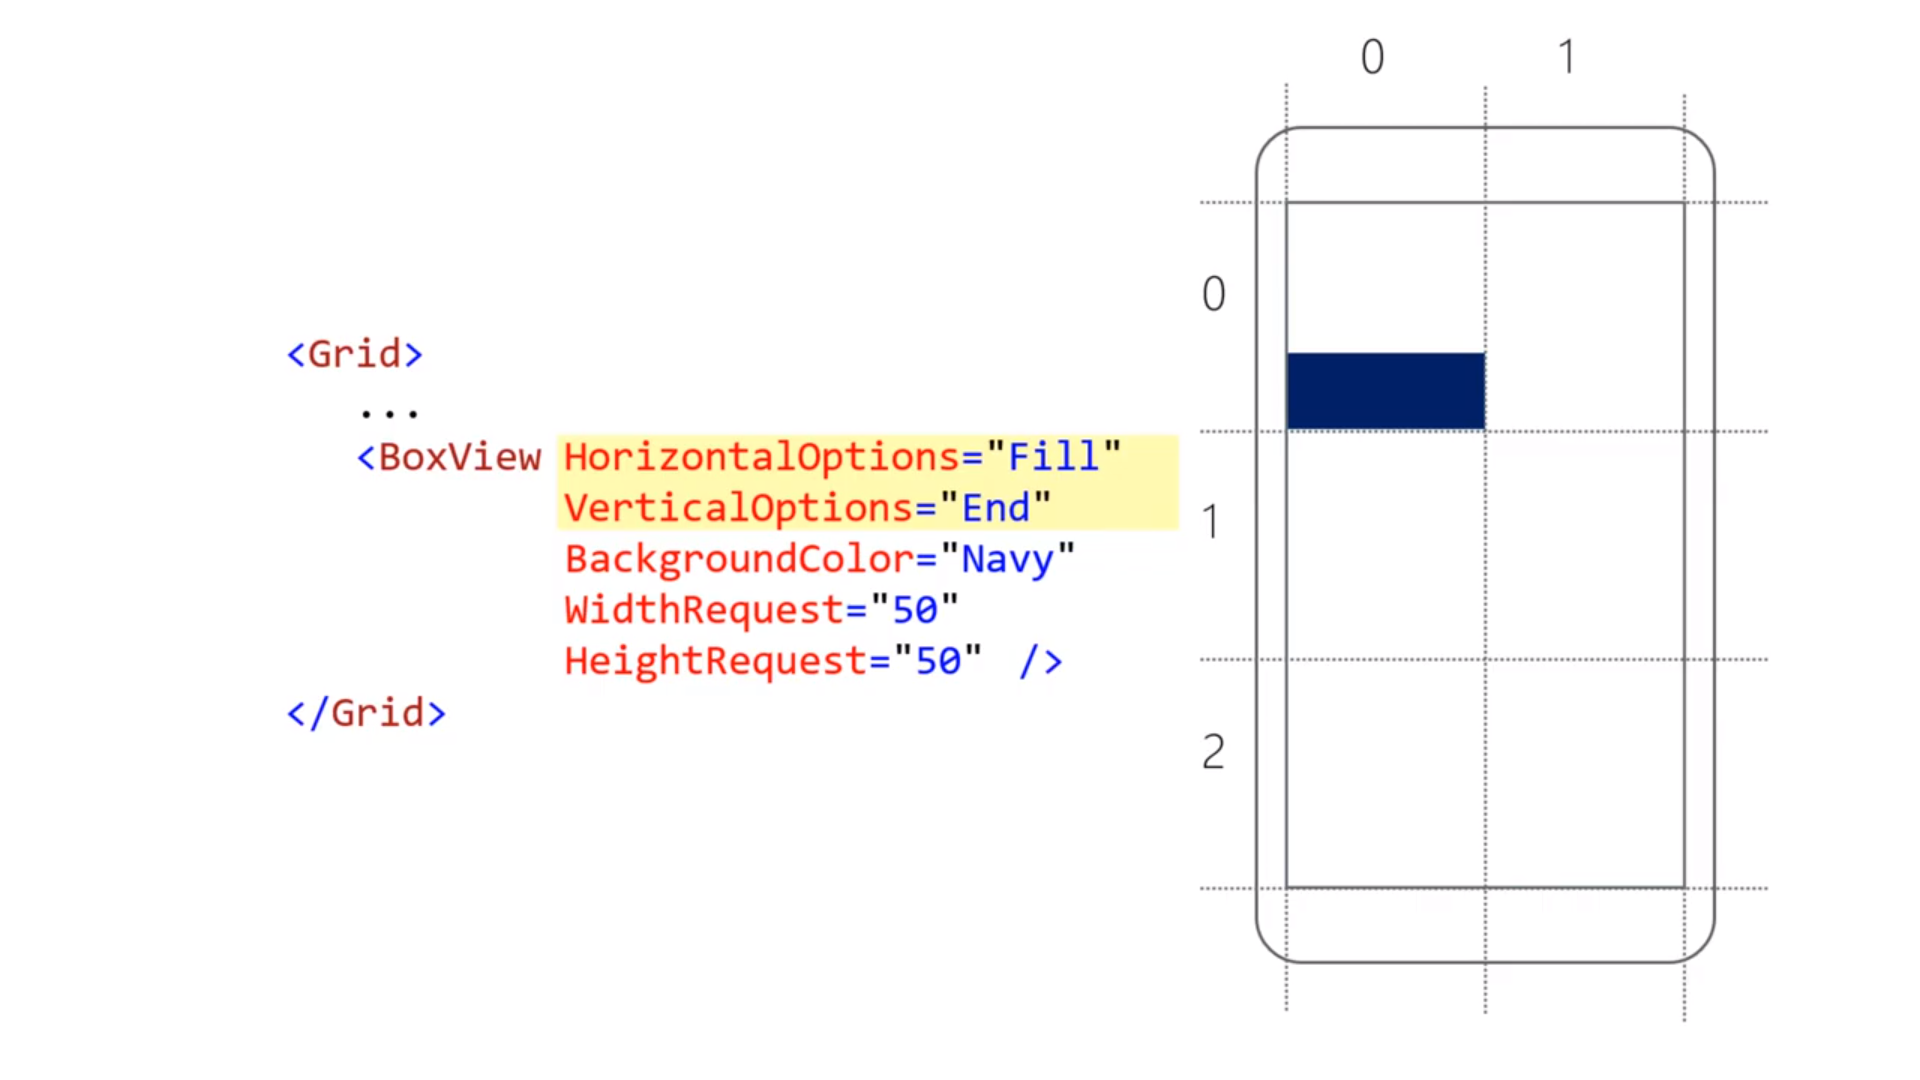 <Grid>
...
<BoxView HorizontalOptions="Fill"
VerticalOptions="End"
BackgroundColor="Navy"
WidthRequest="50"
HeightRequest="50" />
</Grid>
0 1
0
1
2